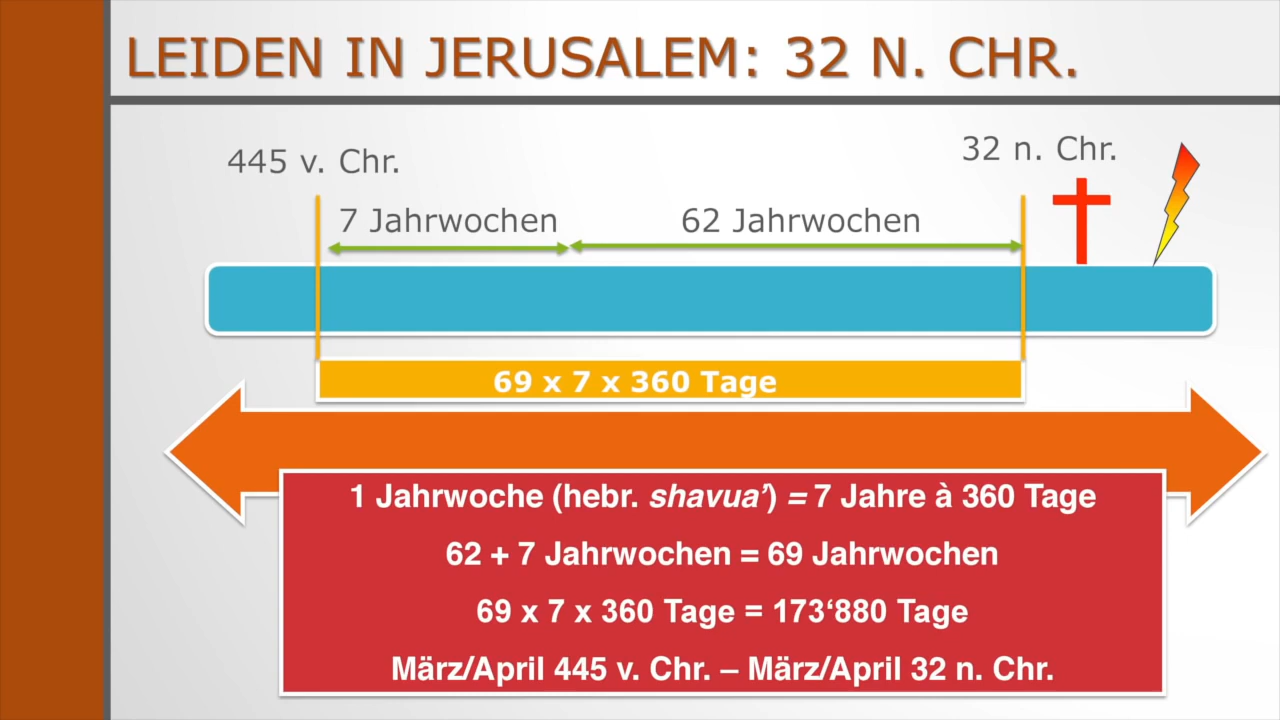 LEIDEN IN JERUSALEM: 32 N. CHR.
445 v. Chr.
32 n. Chr.
7 Jahrwochen
62 Jahrwochen
69 x 7 x 360 Tage
1 Jahrwoche (hebr. shavua’) = 7 Jahre à 360 Tage
62 + 7 Jahrwochen = 69 Jahrwochen
69 x 7 x 360 Tage = 173‘880 Tage
März/April 445 v. Chr. – März/April 32 n. Chr.